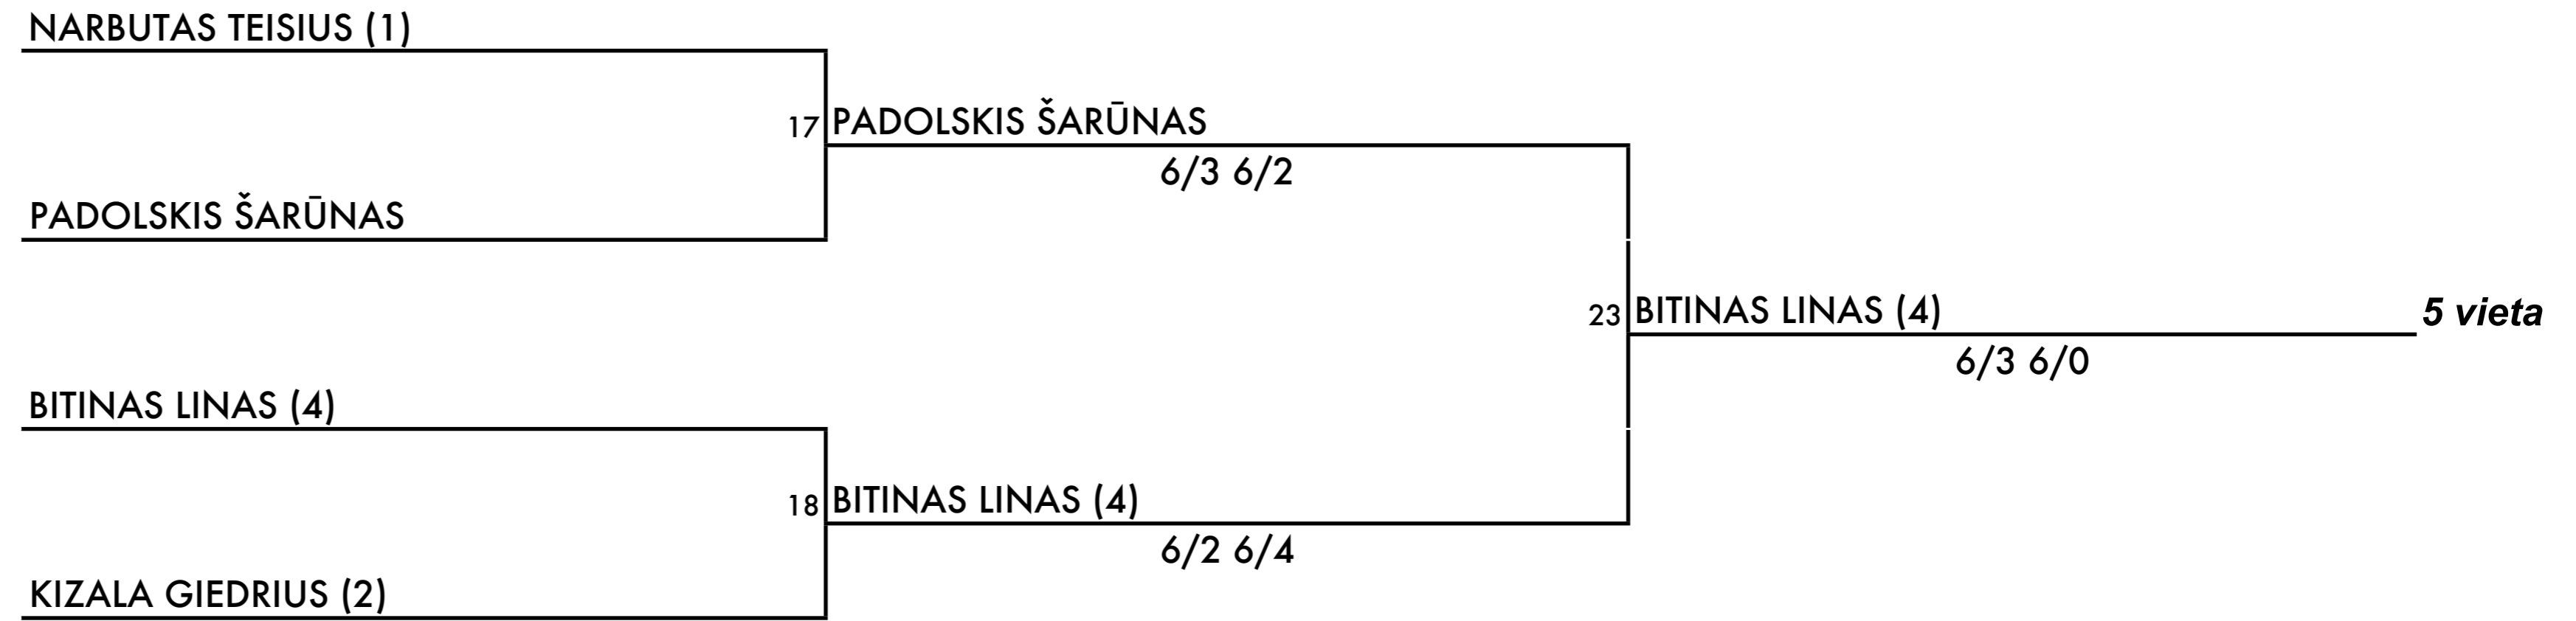 NARBUTAS TEISIUS (1)
17 PADOLSKIS ŠARŪNAS
6/3 6/2
PADOLSKIS ŠARŪNAS
23 BITINAS LINAS (4) 5 vieta
6/3 6/0
BITINAS LINAS (4)
18 BITINAS LINAS (4)
6/2 6/4
KIZALA GIEDRIUS (2)